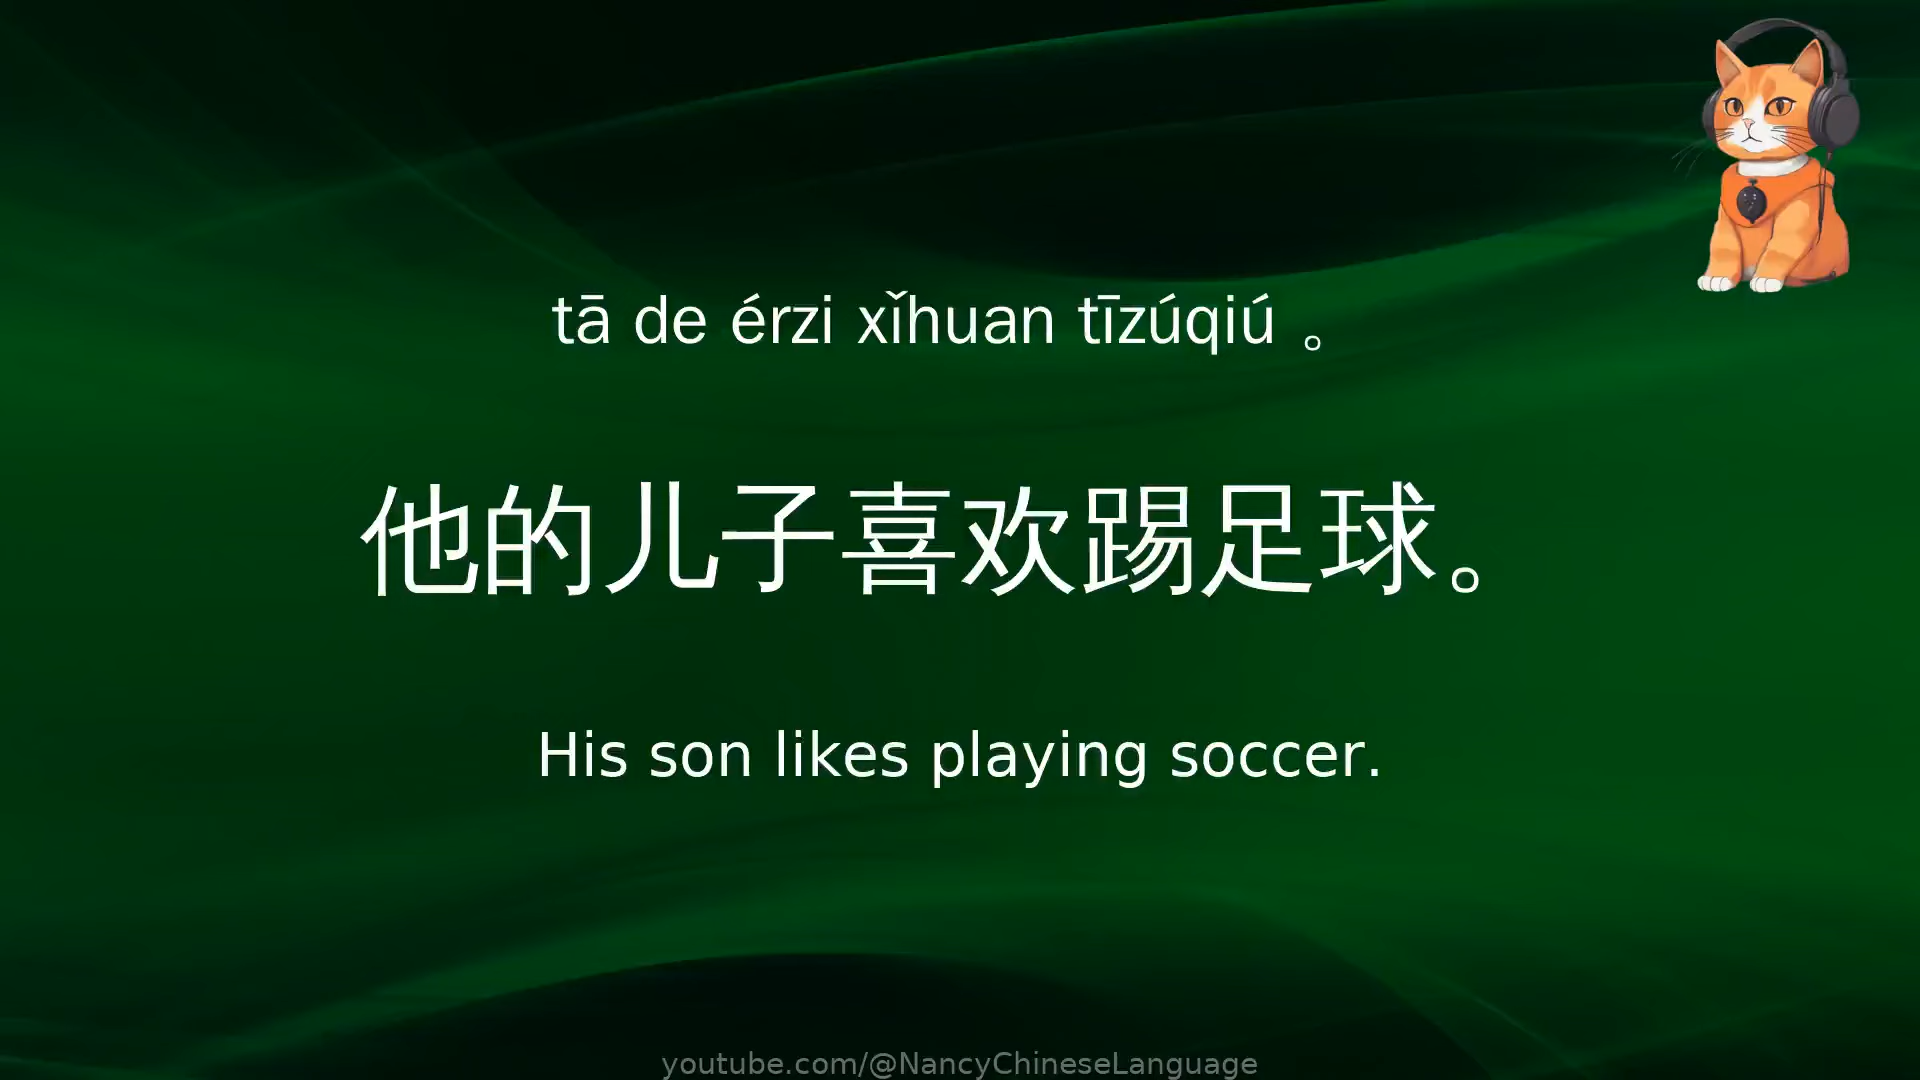 tā de érzi xǐhuan tīzúqiú 。
他的儿子喜欢踢足球。
His son likes playing soccer.
youtube.com/@NancyChineseLanguage